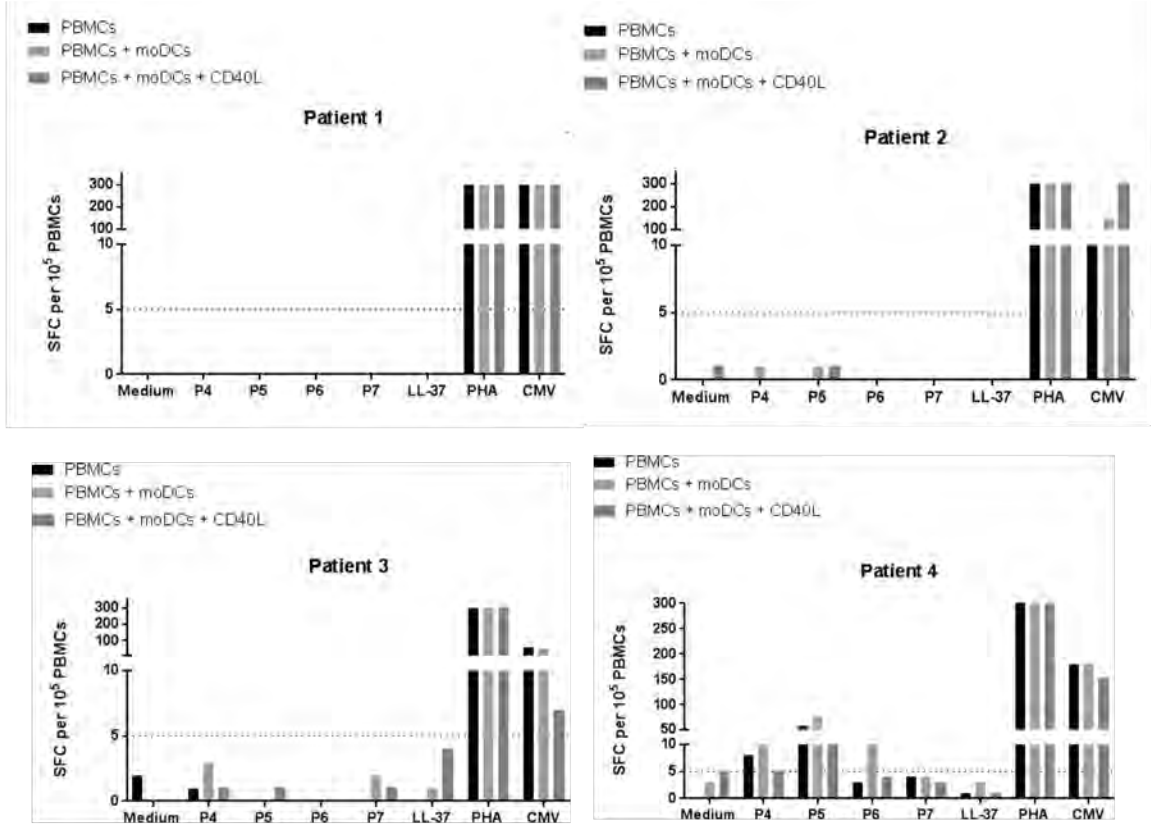 PBMCs
PBMCs + moDCs
PBMCs + moDCs + CD40L
Patient 1
SFC per 10⁵ PBMCs
300
200
100
10
5
0
Medium P4 P5 P6 P7 LL-37 PHA CMV
PBMCs
PBMCs + moDCs
PBMCs + moDCs + CD40L
Patient 2
SFC per 10⁵ PBMCs
300
200
100
10
5
0
Medium P4 P5 P6 P7 LL-37 PHA CMV
PBMCs
PBMCs + moDCs
PBMCs + moDCs + CD40L
Patient 3
SFC per 10⁵ PBMCs
300
200
100
10
5
0
Medium P4 P5 P6 P7 LL-37 PHA CMV
PBMCs
PBMCs + moDCs
PBMCs + moDCs + CD40L
Patient 4
SFC per 10⁵ PBMCs
300
250
200
150
100
50
10
5
0
Medium P4 P5 P6 P7 LL-37 PHA CMV